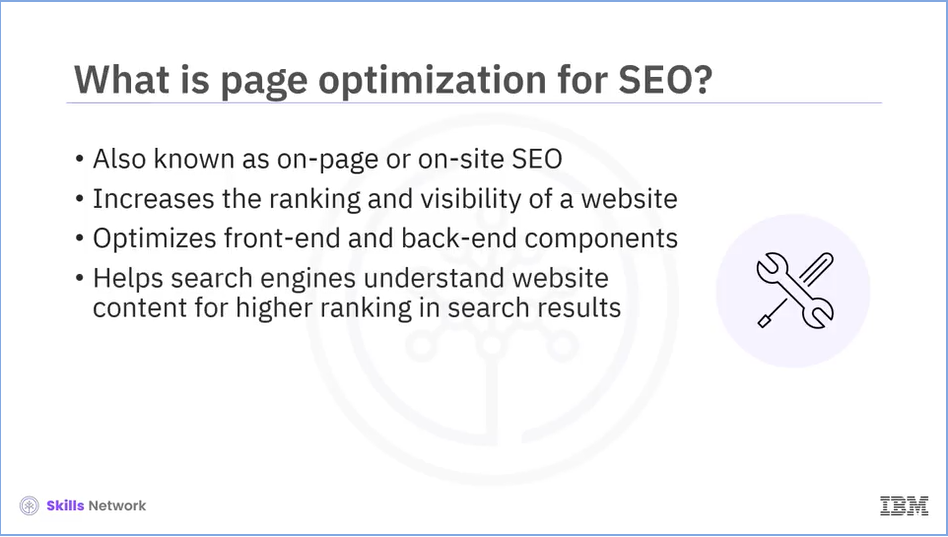 What is page optimization for SEO?
• Also known as on-page or on-site SEO
• Increases the ranking and visibility of a website
• Optimizes front-end and back-end components
• Helps search engines understand website
content for higher ranking in search results
Skills Network
IBM